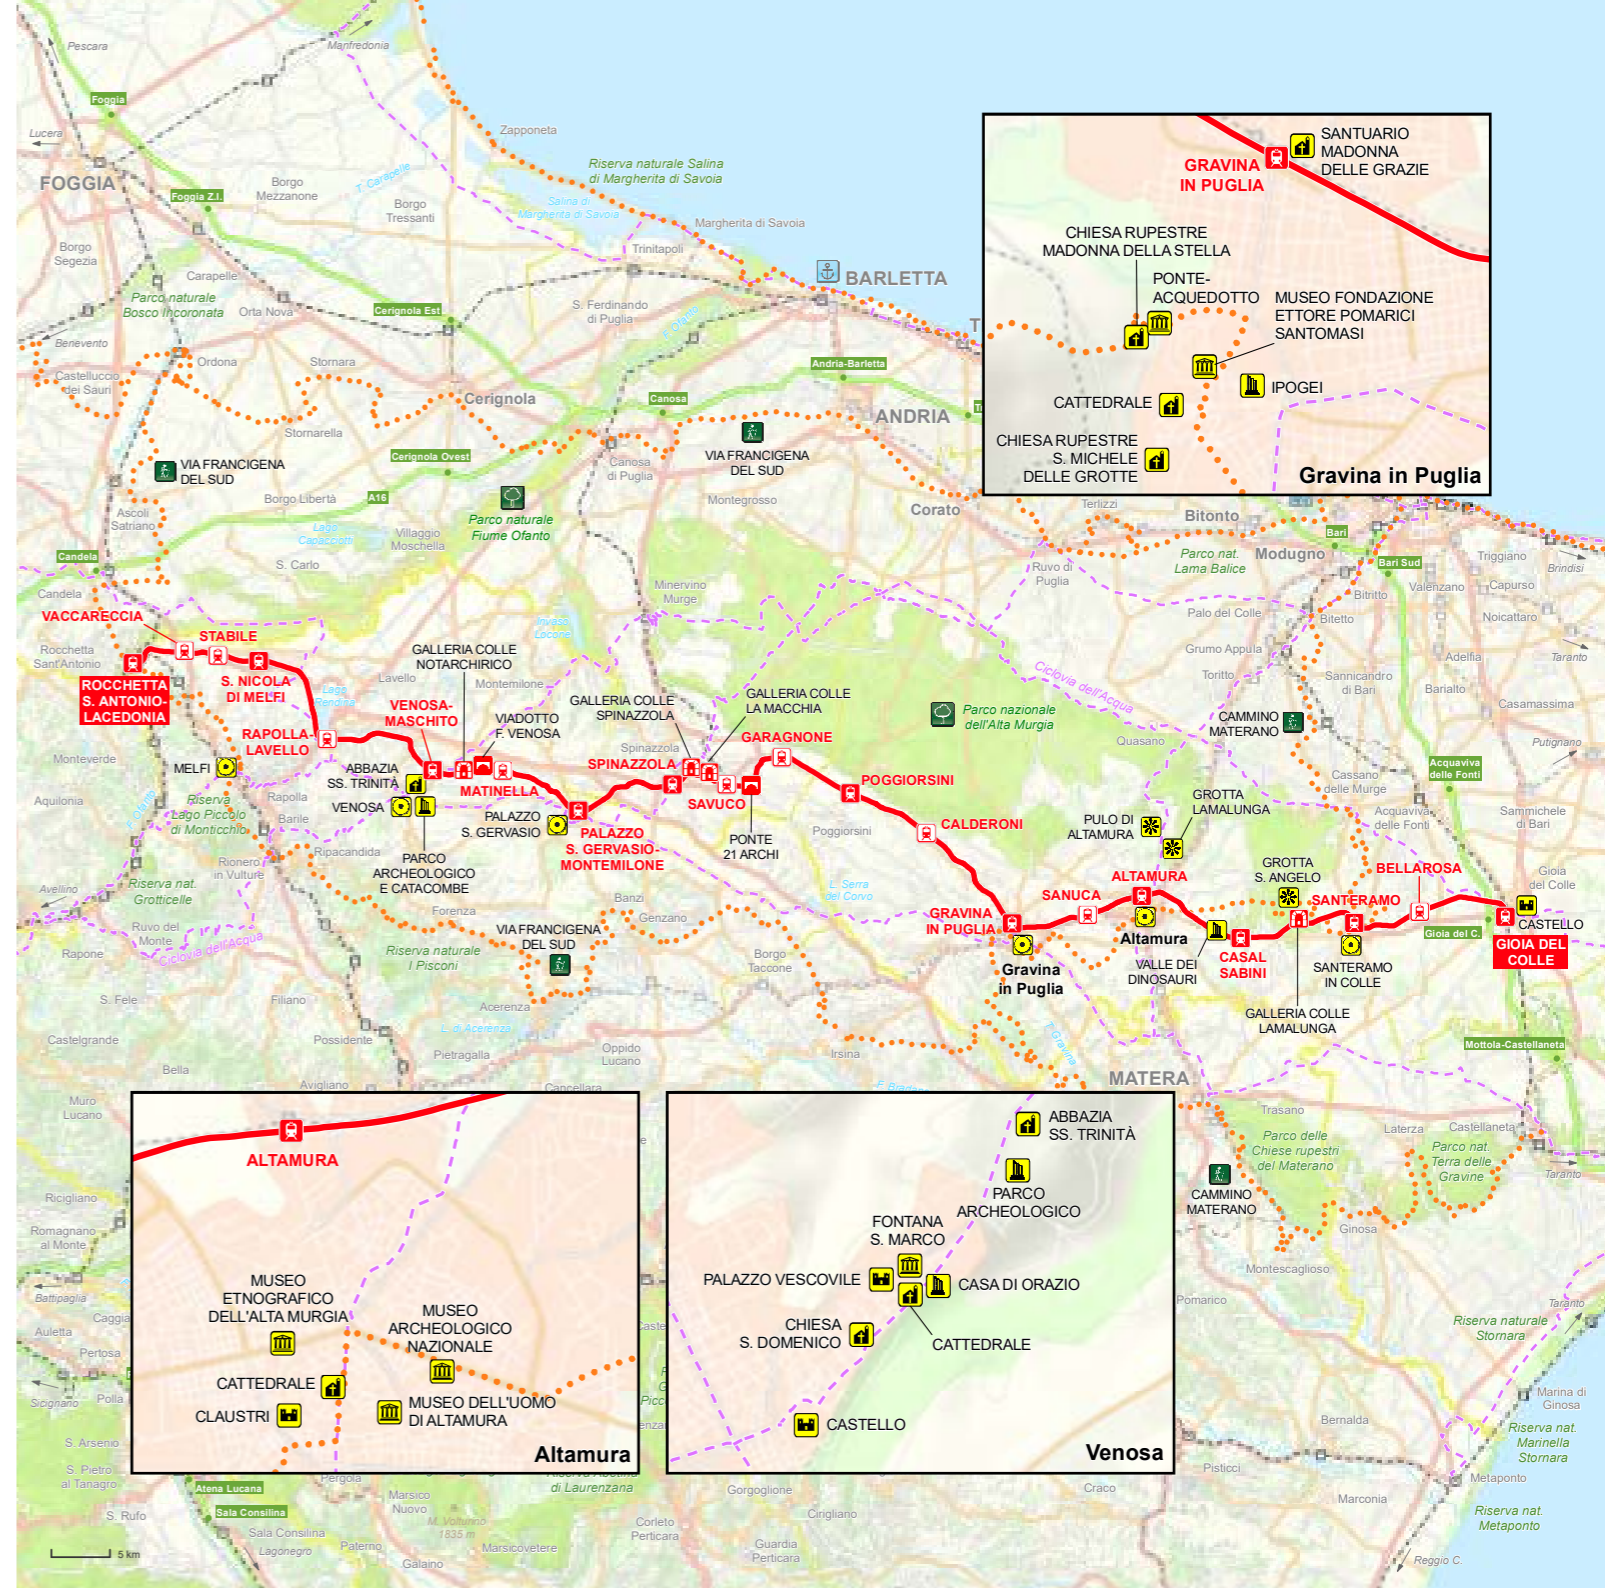 Pescara
Manfredonia
Foggia
Lucera
FOGGIA
Foggia Z.I.
Borgo
Mezzanone
T. Carapelle
Borgo
Tressanti
Zapponeta
Riserva naturale Salina
di Margherita di Savoia
Salina di
Margherita di Savoia
Margherita di Savoia
Trinitapoli
Borgo
Segezia
Carapelle
Parco naturale
Bosco Incoronata
Orta Nova
Cerignola Est
S. Ferdinando
di Puglia
F. Ofanto
BARLETTA
Benevento
Castelluccio
dei Sauri
Ordona
Stornara
Cerignola
Canosa
Andria-Barletta
ANDRIA
Stornarella
VIA FRANCIGENA
DEL SUD
Cerignola Ovest
Canosa
di Puglia
VIA FRANCIGENA
DEL SUD
Borgo Libertà
A16
Ascoli
Satriano
Lago
Capacciotti
Villaggio
Moschella
Parco naturale
Fiume Ofanto
Montegrosso
Corato
Terlizzi
Bitonto
Bari
Modugno
Parco nat.
Lama Balice
Bari Sud
Triggiano
Brindisi
Valenzano
Capurso
Bitritto
Noicattaro
Palo del Colle
Bitetto
Ruvo di
Puglia
Candela
Candela
S. Carlo
Minervino
Murge
Invaso
Locone
VACCARECCIA
STABILE
Rocchetta
Sant'Antonio
ROCCHETTA
S. ANTONIO-
LACEDONIA
S. NICOLA
DI MELFI
Lago
Rendina
Lavello
GALLERIA COLLE
NOTARCHIRICO
Montemilone
VENOSA-
MASCHITO
VIADOTTO
F. VENOSA
GALLERIA COLLE
SPINAZZOLA
GALLERIA COLLE
LA MACCHIA
Spinazzola
SPINAZZOLA
GARAGNONE
Ciclovia dell'Acqua
Parco nazionale
dell'Alta Murgia
Grumo Appula
Toritto
Sannicandro
di Bari
Adelfia
Taranto
Barialto
Casamassima
CAMMINO
MATERANO
Quasano
Putignano
RAPOLLA-
LAVELLO
Monteverde
MELFI
Aquilonia
F. Ofanto
Riserva
Lago Piccolo
di Monticchio
Rapolla
Barile
ABBAZIA
SS. TRINITÀ
VENOSA
MATINELLA
PALAZZO
S. GERVASIO
PALAZZO
S. GERVASIO-
MONTEMILONE
SAVUCO
PONTE
21 ARCHI
POGGIORSINI
Poggiorsini
CALDERONI
PULO DI
ALTAMURA
GROTTA
LAMALUNGA
Cassano
delle Murge
Acquaviva
delle Fonti
Acquaviva
delle Fonti
Sammichele
di Bari
PARCO
ARCHEOLOGICO
E CATACOMBE
Ripacandida
Rionero
in Vulture
Avellino
Riserva nat.
Grotticelle
L. Serra
del Corvo
GRAVINA
IN PUGLIA
SANUCA
ALTAMURA
GROTTA
S. ANGELO
SANTERAMO
BELLAROSA
Gioia
del Colle
CASTELLO
GIOIA DEL
COLLE
Gioia del C.
Forenza
Banzi
Genzano
VIA FRANCIGENA
DEL SUD
Ruvo del
Monte
Rapone
Ciclovia dell'Acqua
Riserva naturale
I Pisconi
Borgo
Taccone
Gravina
in Puglia
Altamura
VALLE DEI
DINOSAURI
CASAL
SABINI
GALLERIA COLLE
LAMALUNGA
SANTERAMO
IN COLLE
S. Fele
Filiano
Acerenza
L. di Acerenza
Castelgrande
Possidente
Pietragalla
Oppido
Lucano
Irsina
T. Gravina
Mottola-Castellaneta
Bella
Avigliano
Cancellara
F. Bradano
MATERA
Muro
Lucano
Trasano
Laterza
Castellaneta
Parco delle
Chiese rupestri
del Materano
Parco nat.
Terra delle
Gravine
Taranto
CAMMINO
MATERANO
Ginosa
Montescaglioso
Ricigliano
Romagnano
al Monte
Battipaglia
Auletta
Pertosa
Sicignano
Polla
Pomarico
Taranto
Riserva naturale
Stornara
Marina di
Ginosa
Bernalda
Riserva nat.
Marinella
Stornara
S. Arsenio
S. Pietro
al Tanagro
Pisticci
Metaponto
Craco
Marconia
Riserva nat.
Metaponto
Atena Lucana
S. Rufo
Sala Consilina
Sala Consilina
Lagonegro
Pergola
Marsico
Nuovo
Paterno
M. Volturino
1835 m
Galaino
Marsicovetere
di Laurenzana
Corleto
Perticara
Gorgoglione
Cirigliano
Guardia
Perticara
Reggio C.
5 km
SANTUARIO
MADONNA
DELLE GRAZIE
GRAVINA
IN PUGLIA
CHIESA RUPESTRE
MADONNA DELLA STELLA
PONTE-
ACQUEDOTTO
MUSEO FONDAZIONE
ETTORE POMARICI
SANTOMASI
IPOGEI
CATTEDRALE
CHIESA RUPESTRE
S. MICHELE
DELLE GROTTE
Gravina in Puglia
ALTAMURA
MUSEO
ETNOGRAFICO
DELL'ALTA MURGIA
MUSEO
ARCHEOLOGICO
NAZIONALE
CATTEDRALE
CLAUSTRI
MUSEO DELL'UOMO
DI ALTAMURA
Altamura
ABBAZIA
SS. TRINITÀ
PARCO
ARCHEOLOGICO
FONTANA
S. MARCO
PALAZZO VESCOVILE
CASA DI ORAZIO
CHIESA
S. DOMENICO
CATTEDRALE
CASTELLO
Venosa